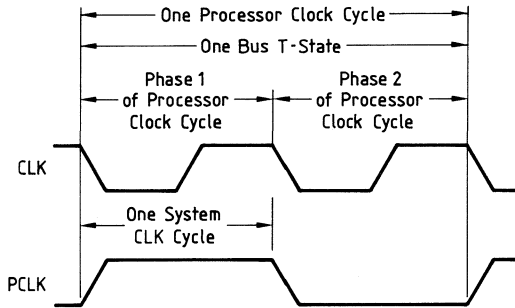 One Processor Clock Cycle
One Bus T-State
Phase 1
of Processor
Clock Cycle
Phase 2
of Processor
Clock Cycle
CLK
One System
CLK Cycle
PCLK